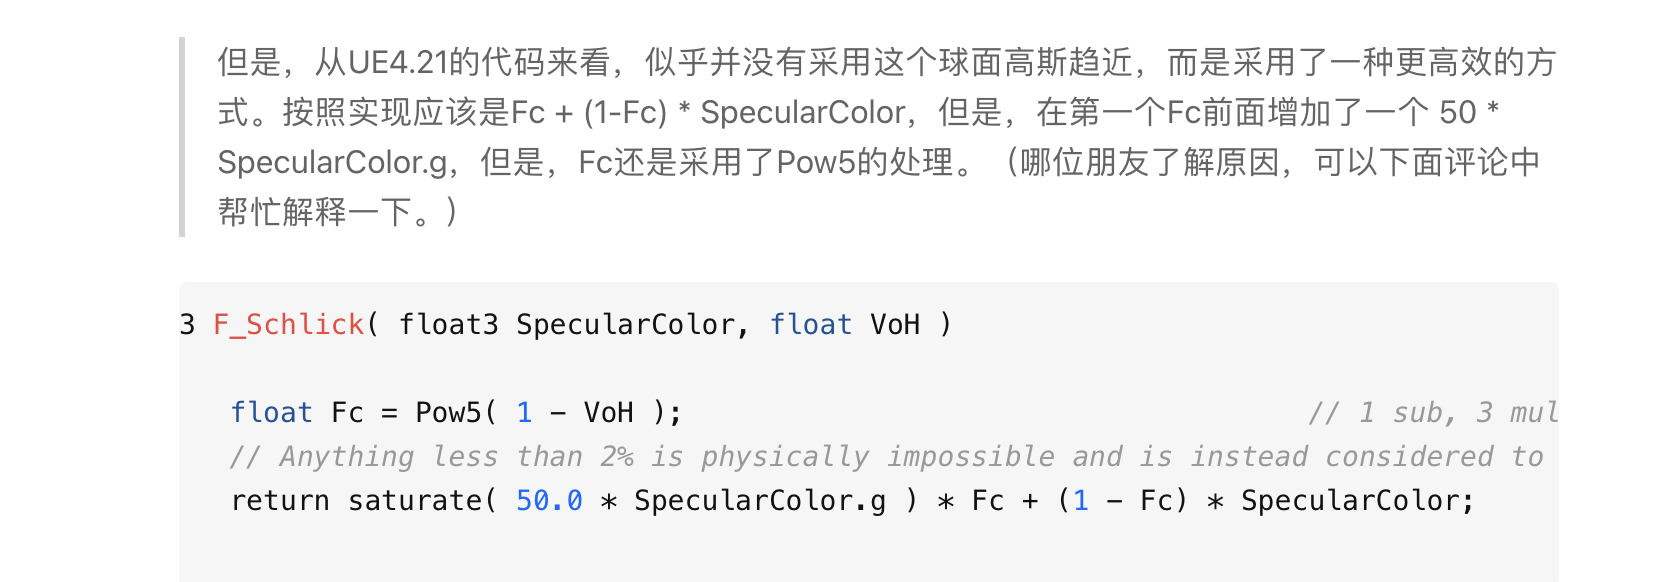 但是，从UE4.21的代码来看，似乎并没有采用这个球面高斯趋近，而是采用了一种更高效的方
式。按照实现应该是Fc + (1-Fc) * SpecularColor，但是，在第一个Fc前面增加了一个 50 *
SpecularColor.g，但是，Fc还是采用了Pow5的处理。（哪位朋友了解原因，可以下面评论中
帮忙解释一下。）
3 F_Schlick( float3 SpecularColor, float VoH )
float Fc = Pow5( 1 - VoH ); // 1 sub, 3 mul
// Anything less than 2% is physically impossible and is instead considered to
return saturate( 50.0 * SpecularColor.g ) * Fc + (1 - Fc) * SpecularColor;